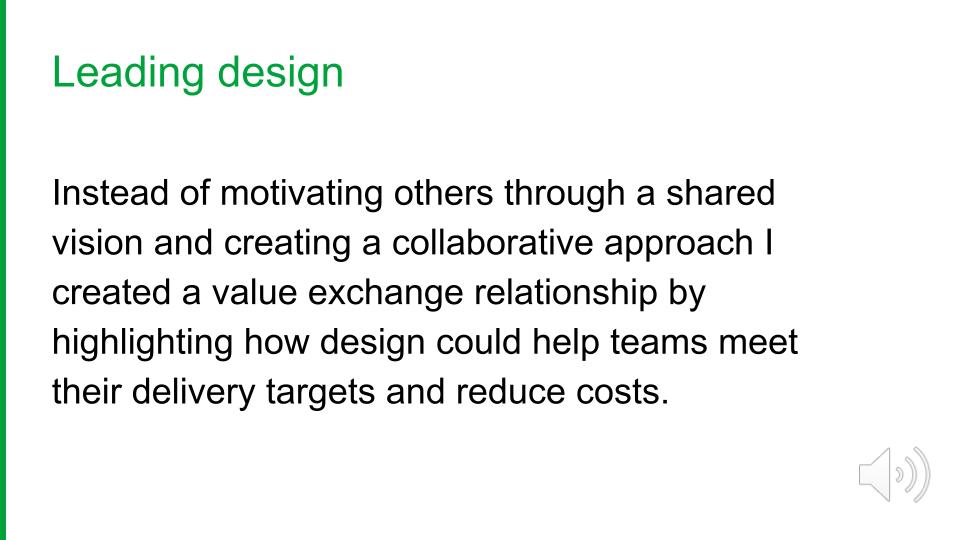 Leading design
Instead of motivating others through a shared
vision and creating a collaborative approach I
created a value exchange relationship by
highlighting how design could help teams meet
their delivery targets and reduce costs.